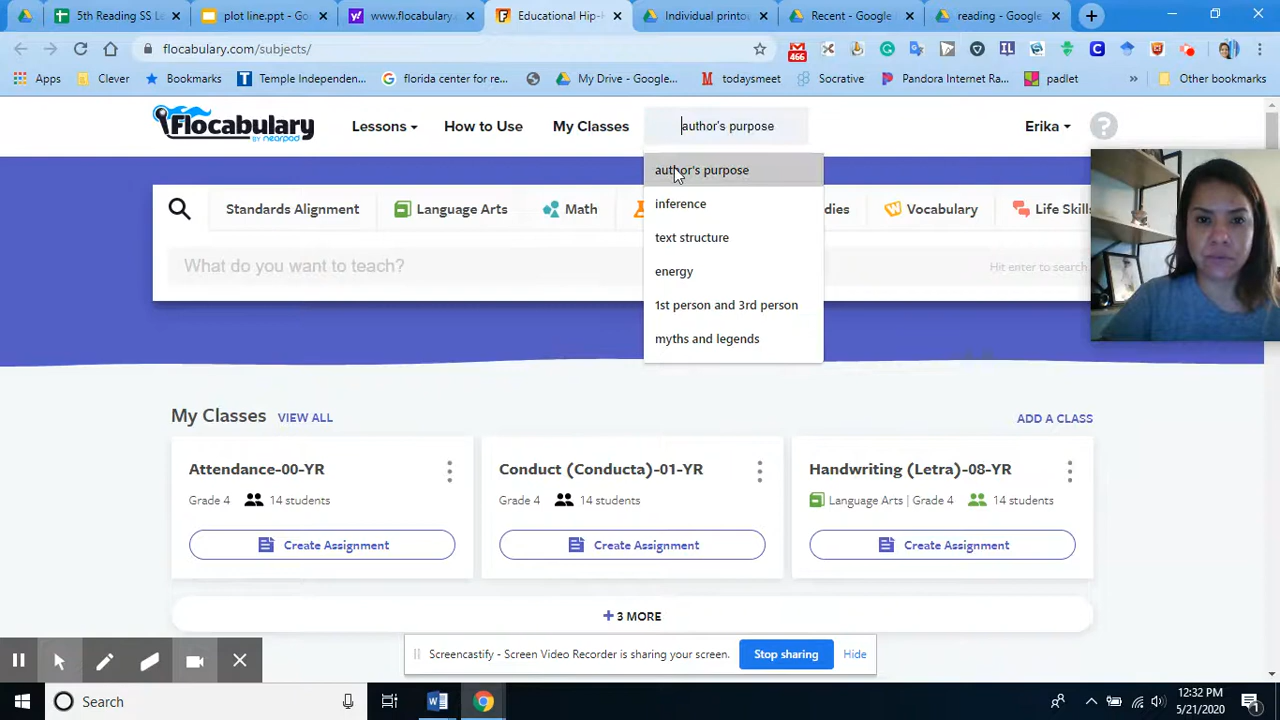 5th Reading SS Le
plot line.ppt - Goo
www.flocabulary.
Educational Hip-H
Individual printou
Recent - Google
reading - Google
flocabulary.com/subjects/
466
Apps
Clever
Bookmarks
Temple Independen...
florida center for re...
My Drive - Google...
todaysmeet
Socrative
Pandora Internet Ra...
padlet
»
Other bookmarks
Flocabulary
BY nearpod
Lessons
How to Use
My Classes
author's purpose
Erika
?
author's purpose
inference
text structure
energy
1st person and 3rd person
myths and legends
Standards Alignment
Language Arts
Math
dies
Vocabulary
Life Skills
What do you want to teach?
Hit enter to search.
My Classes VIEW ALL
ADD A CLASS
Attendance-00-YR
Grade 4 14 students
Create Assignment
Conduct (Conducta)-01-YR
Grade 4 14 students
Create Assignment
Handwriting (Letra)-08-YR
Language Arts | Grade 4 14 students
Create Assignment
+ 3 MORE
Screencastify - Screen Video Recorder is sharing your screen.
Stop sharing
Hide
Search
12:32 PM
5/21/2020